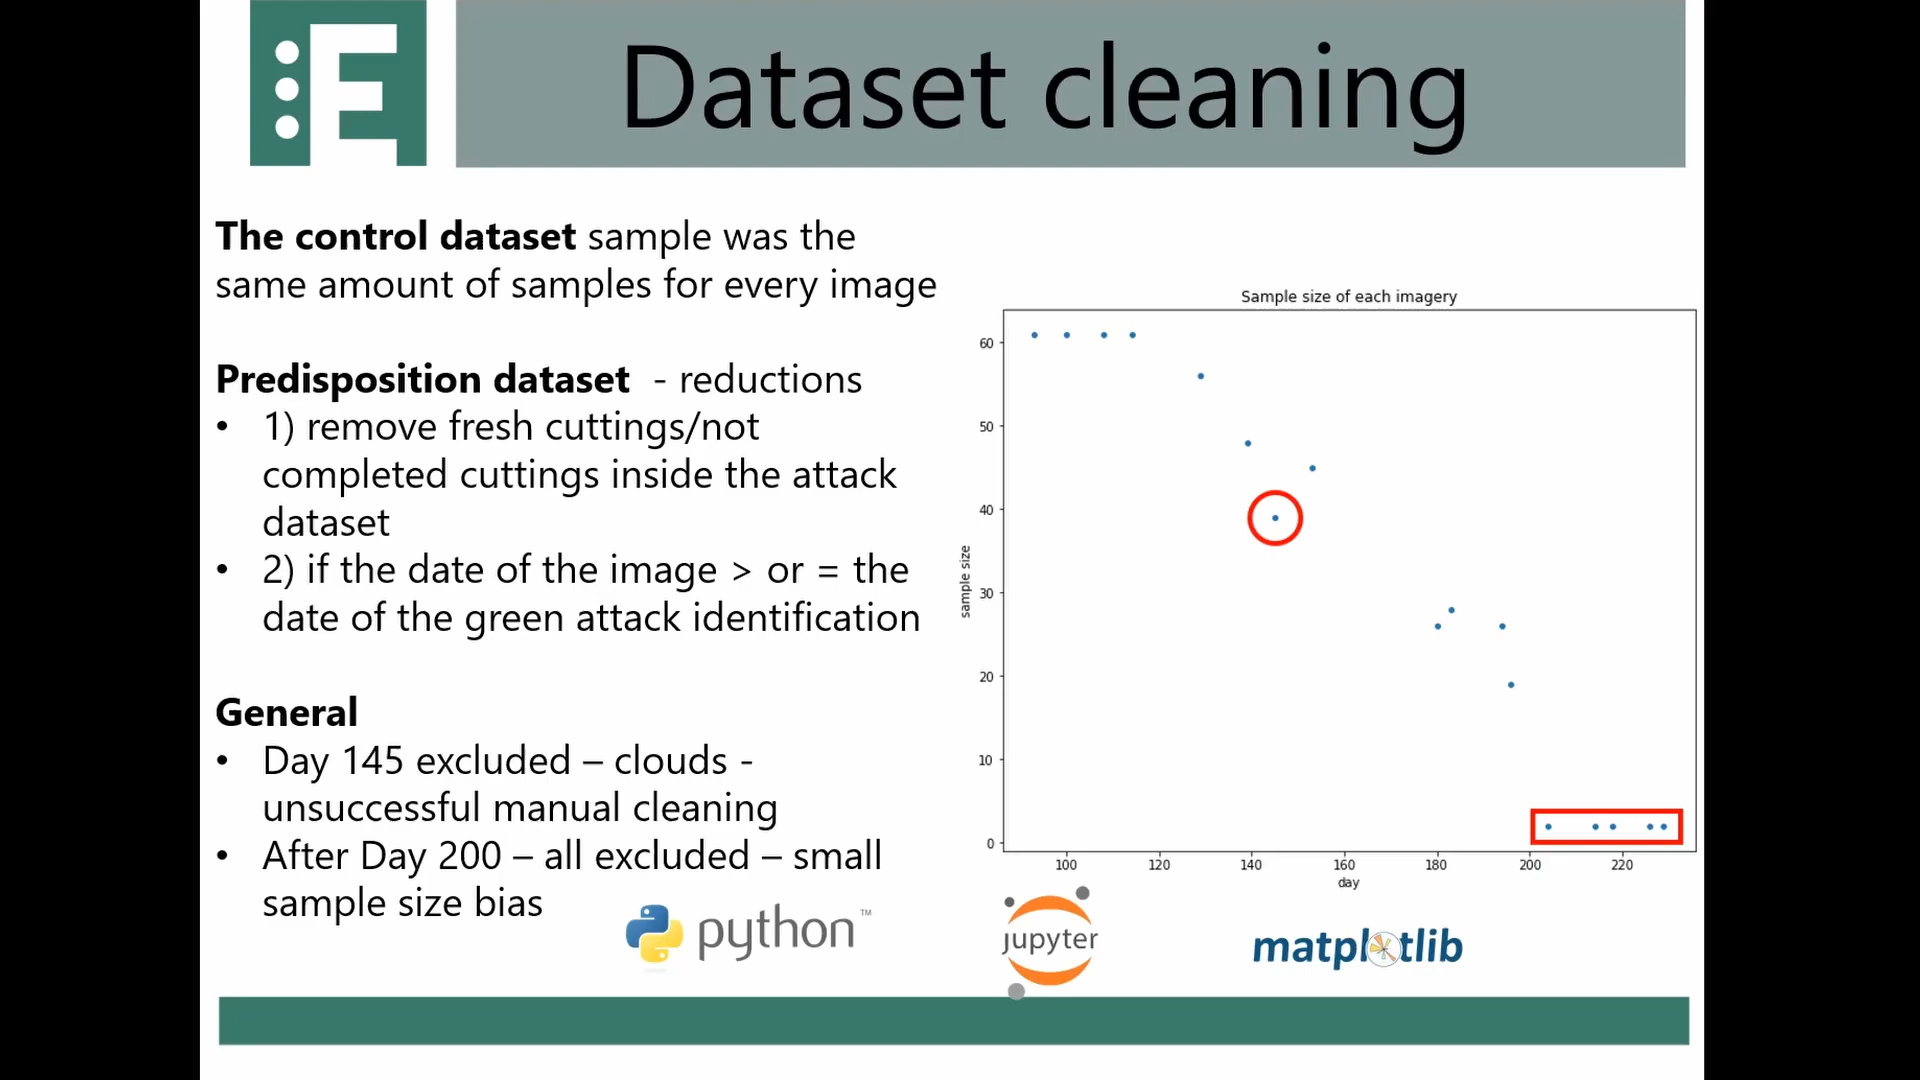 E
Dataset cleaning
The control dataset sample was the
same amount of samples for every image
Predisposition dataset - reductions
• 1) remove fresh cuttings/not
completed cuttings inside the attack
dataset
• 2) if the date of the image > or = the
date of the green attack identification
General
• Day 145 excluded – clouds -
unsuccessful manual cleaning
• After Day 200 – all excluded – small
sample size bias
Sample size of each imagery
60
50
40
30
20
10
0
sample size
100 120 140 160 180 200 220
day
python™
jupyter
matplotlib